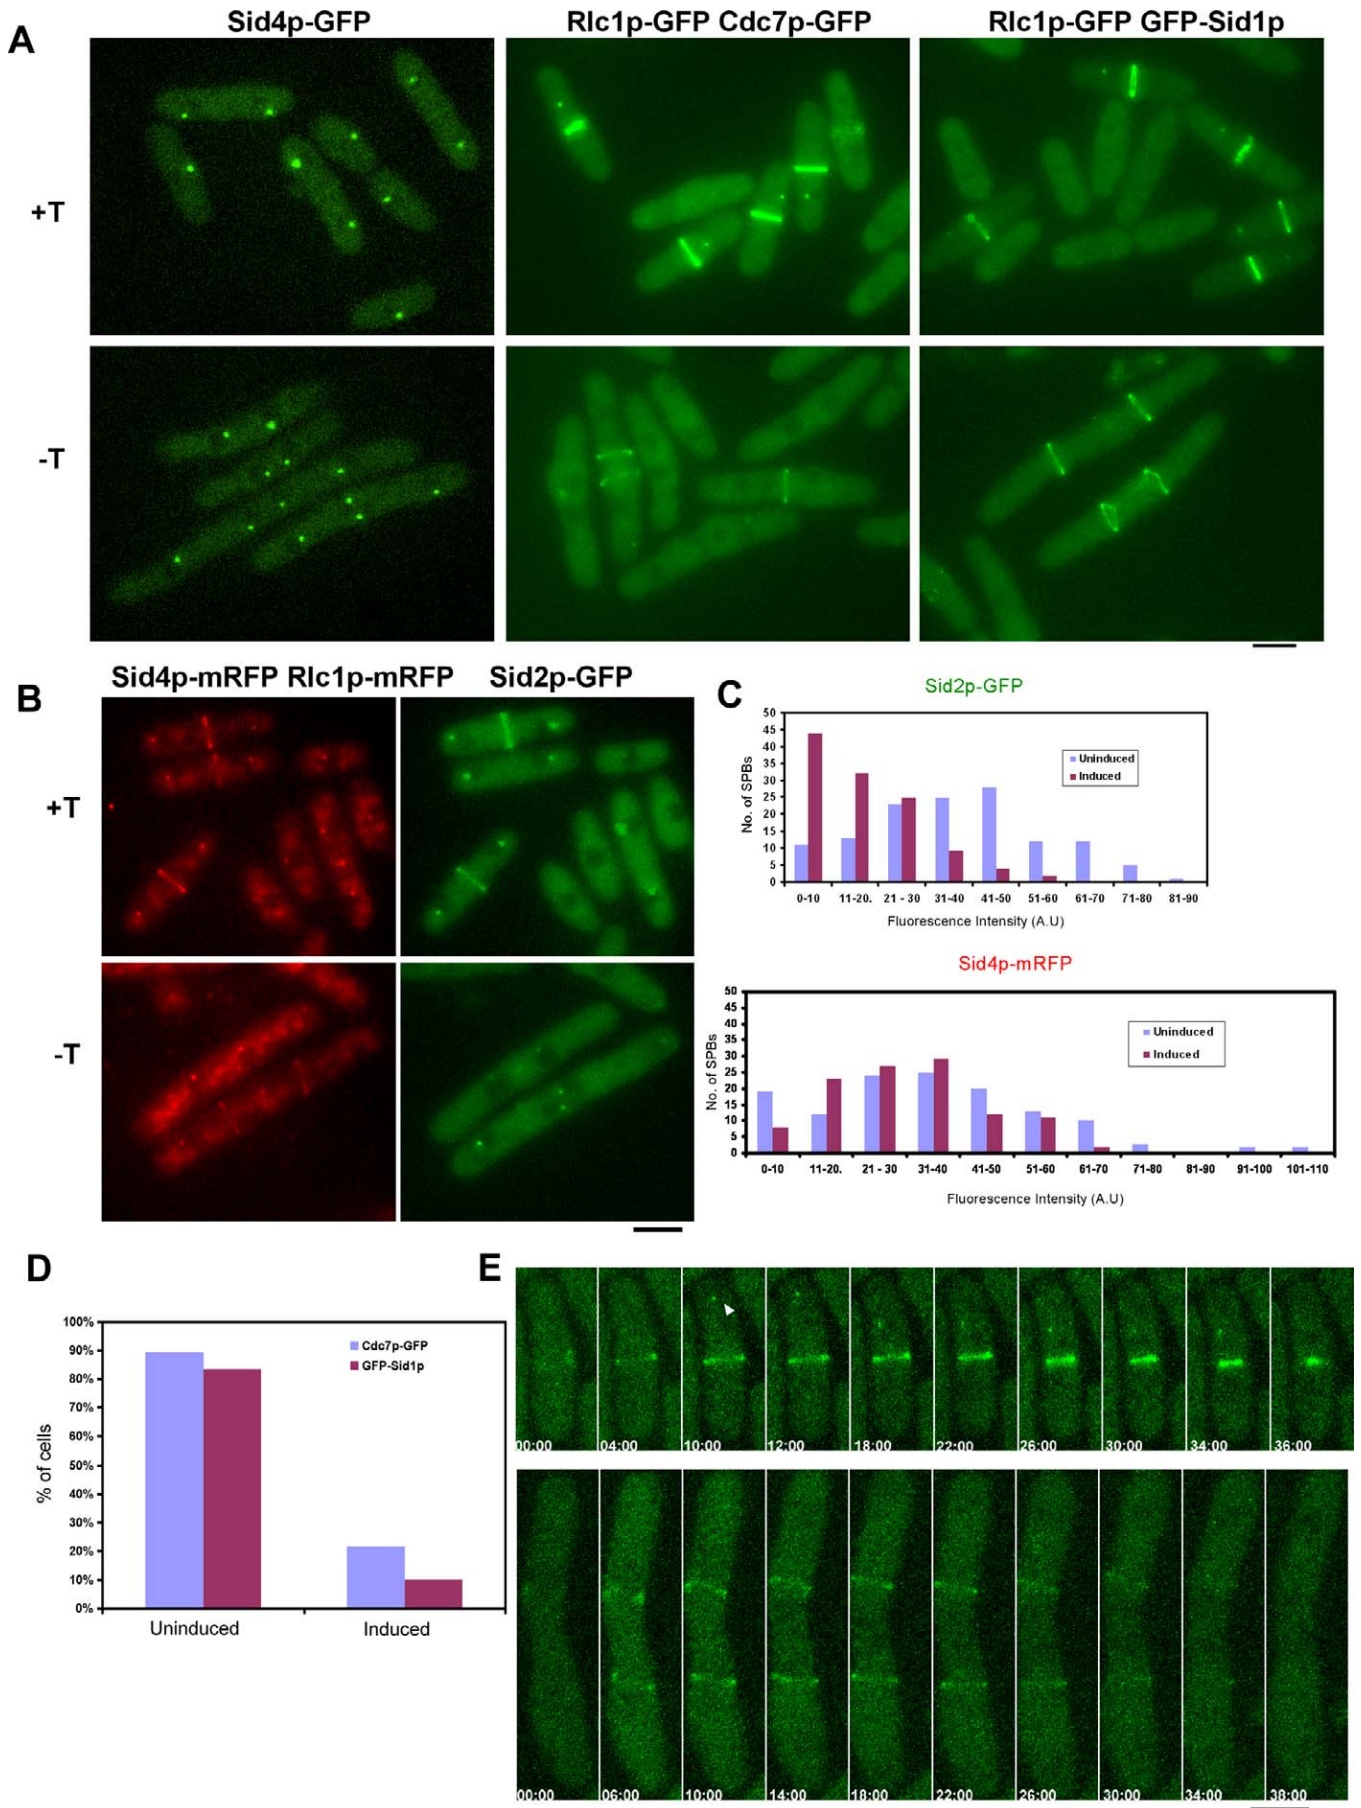 A
Sid4p-GFP
Rlc1p-GFP Cdc7p-GFP
Rlc1p-GFP GFP-Sid1p
+T
-T
B
Sid4p-mRFP Rlc1p-mRFP
Sid2p-GFP
+T
-T
C
Sid2p-GFP
50
45
40
35
30
25
20
15
10
5
0
No. of SPBs
Uninduced
Induced
0-10 11-20. 21 - 30 31-40 41-50 51-60 61-70 71-80 81-90
Fluorescence Intensity (A.U)
Sid4p-mRFP
50
45
40
35
30
25
20
15
10
5
0
No. of SPBs
Uninduced
Induced
0-10 11-20. 21 - 30 31-40 41-50 51-60 61-70 71-80 81-90 91-100 101-110
Fluorescence Intensity (A.U)
D
100%
90%
80%
70%
60%
50%
40%
30%
20%
10%
0%
% of cells
Cdc7p-GFP
GFP-Sid1p
Uninduced Induced
E
00:00 04:00 10:00 12:00 18:00 22:00 26:00 30:00 34:00 36:00
00:00 06:00 10:00 14:00 18:00 22:00 26:00 30:00 34:00 38:00